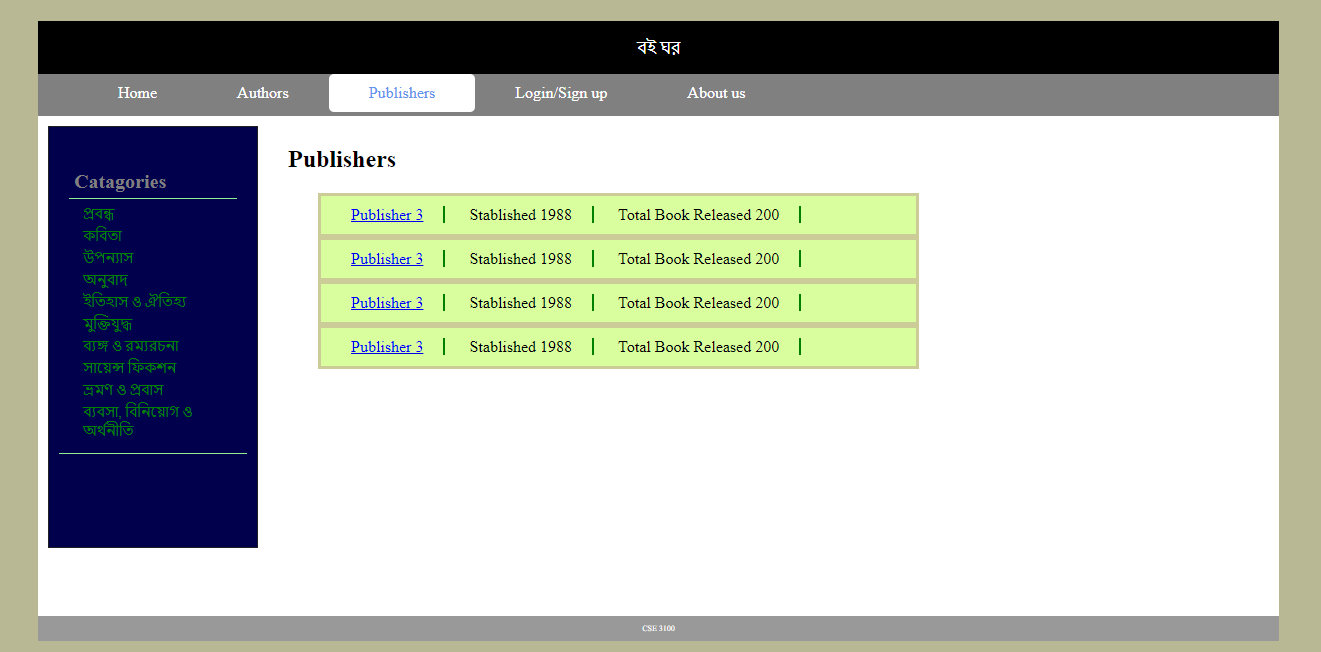 বই ঘর
Home Authors Publishers Login/Sign up About us
Catagories
প্রবন্ধ
কবিতা
উপন্যাস
অনুবাদ
ইতিহাস ও ঐতিহ্য
মুক্তিযুদ্ধ
ব্যঙ্গ ও রম্যরচনা
সায়েন্স ফিকশন
ভ্রমণ ও প্রবাস
ব্যবসা, বিনিয়োগ ও
অর্থনীতি
Publishers
Publisher 3 | Stablished 1988 | Total Book Released 200 |
Publisher 3 | Stablished 1988 | Total Book Released 200 |
Publisher 3 | Stablished 1988 | Total Book Released 200 |
Publisher 3 | Stablished 1988 | Total Book Released 200 |
CSE 3100